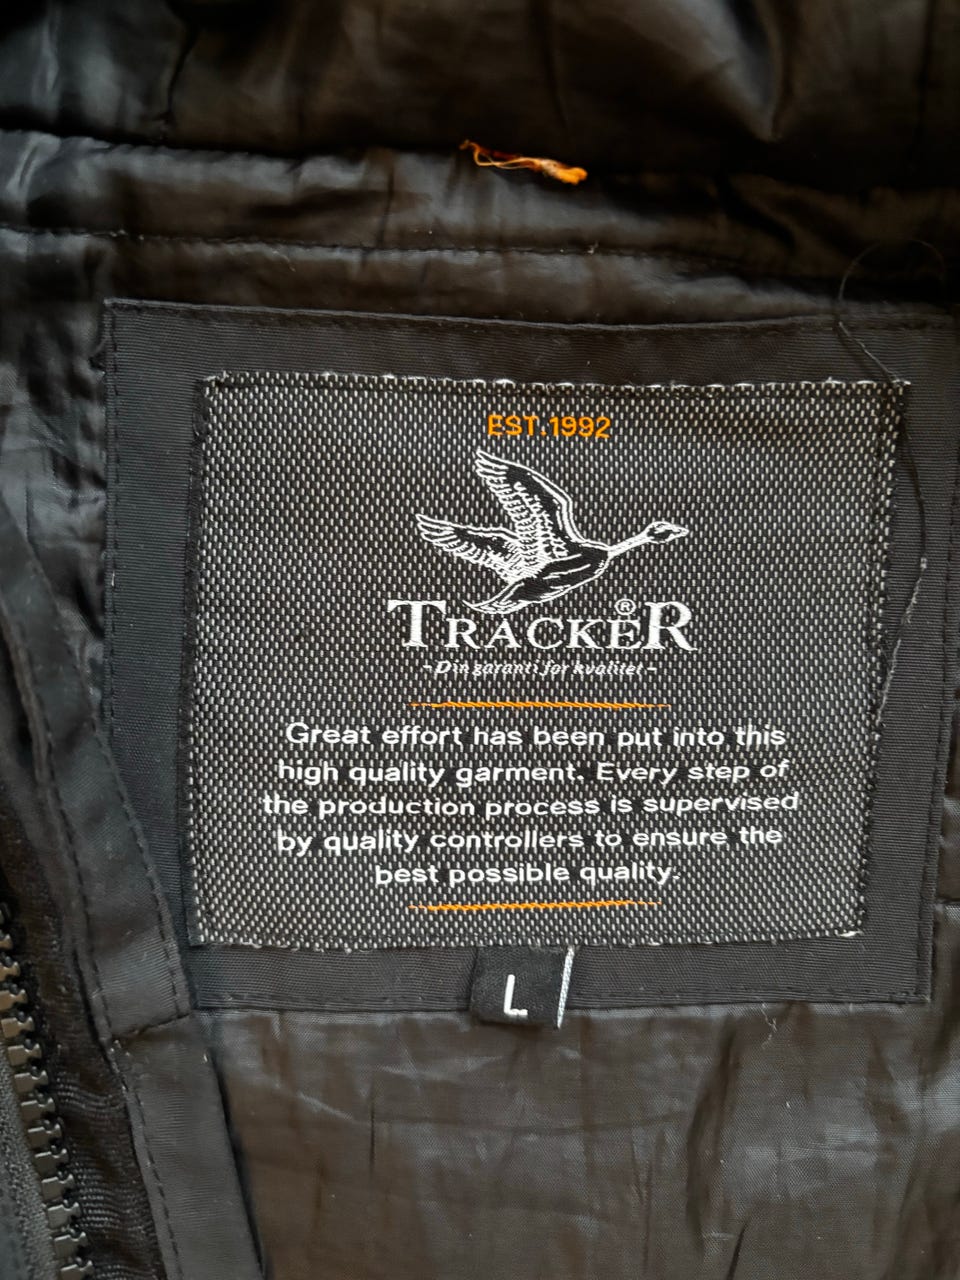 EST.1992
TRACKER®
- Din garanti for kvalitet -
Great effort has been put into this
high quality garment. Every step of
the production process is supervised
by quality controllers to ensure the
best possible quality.
L